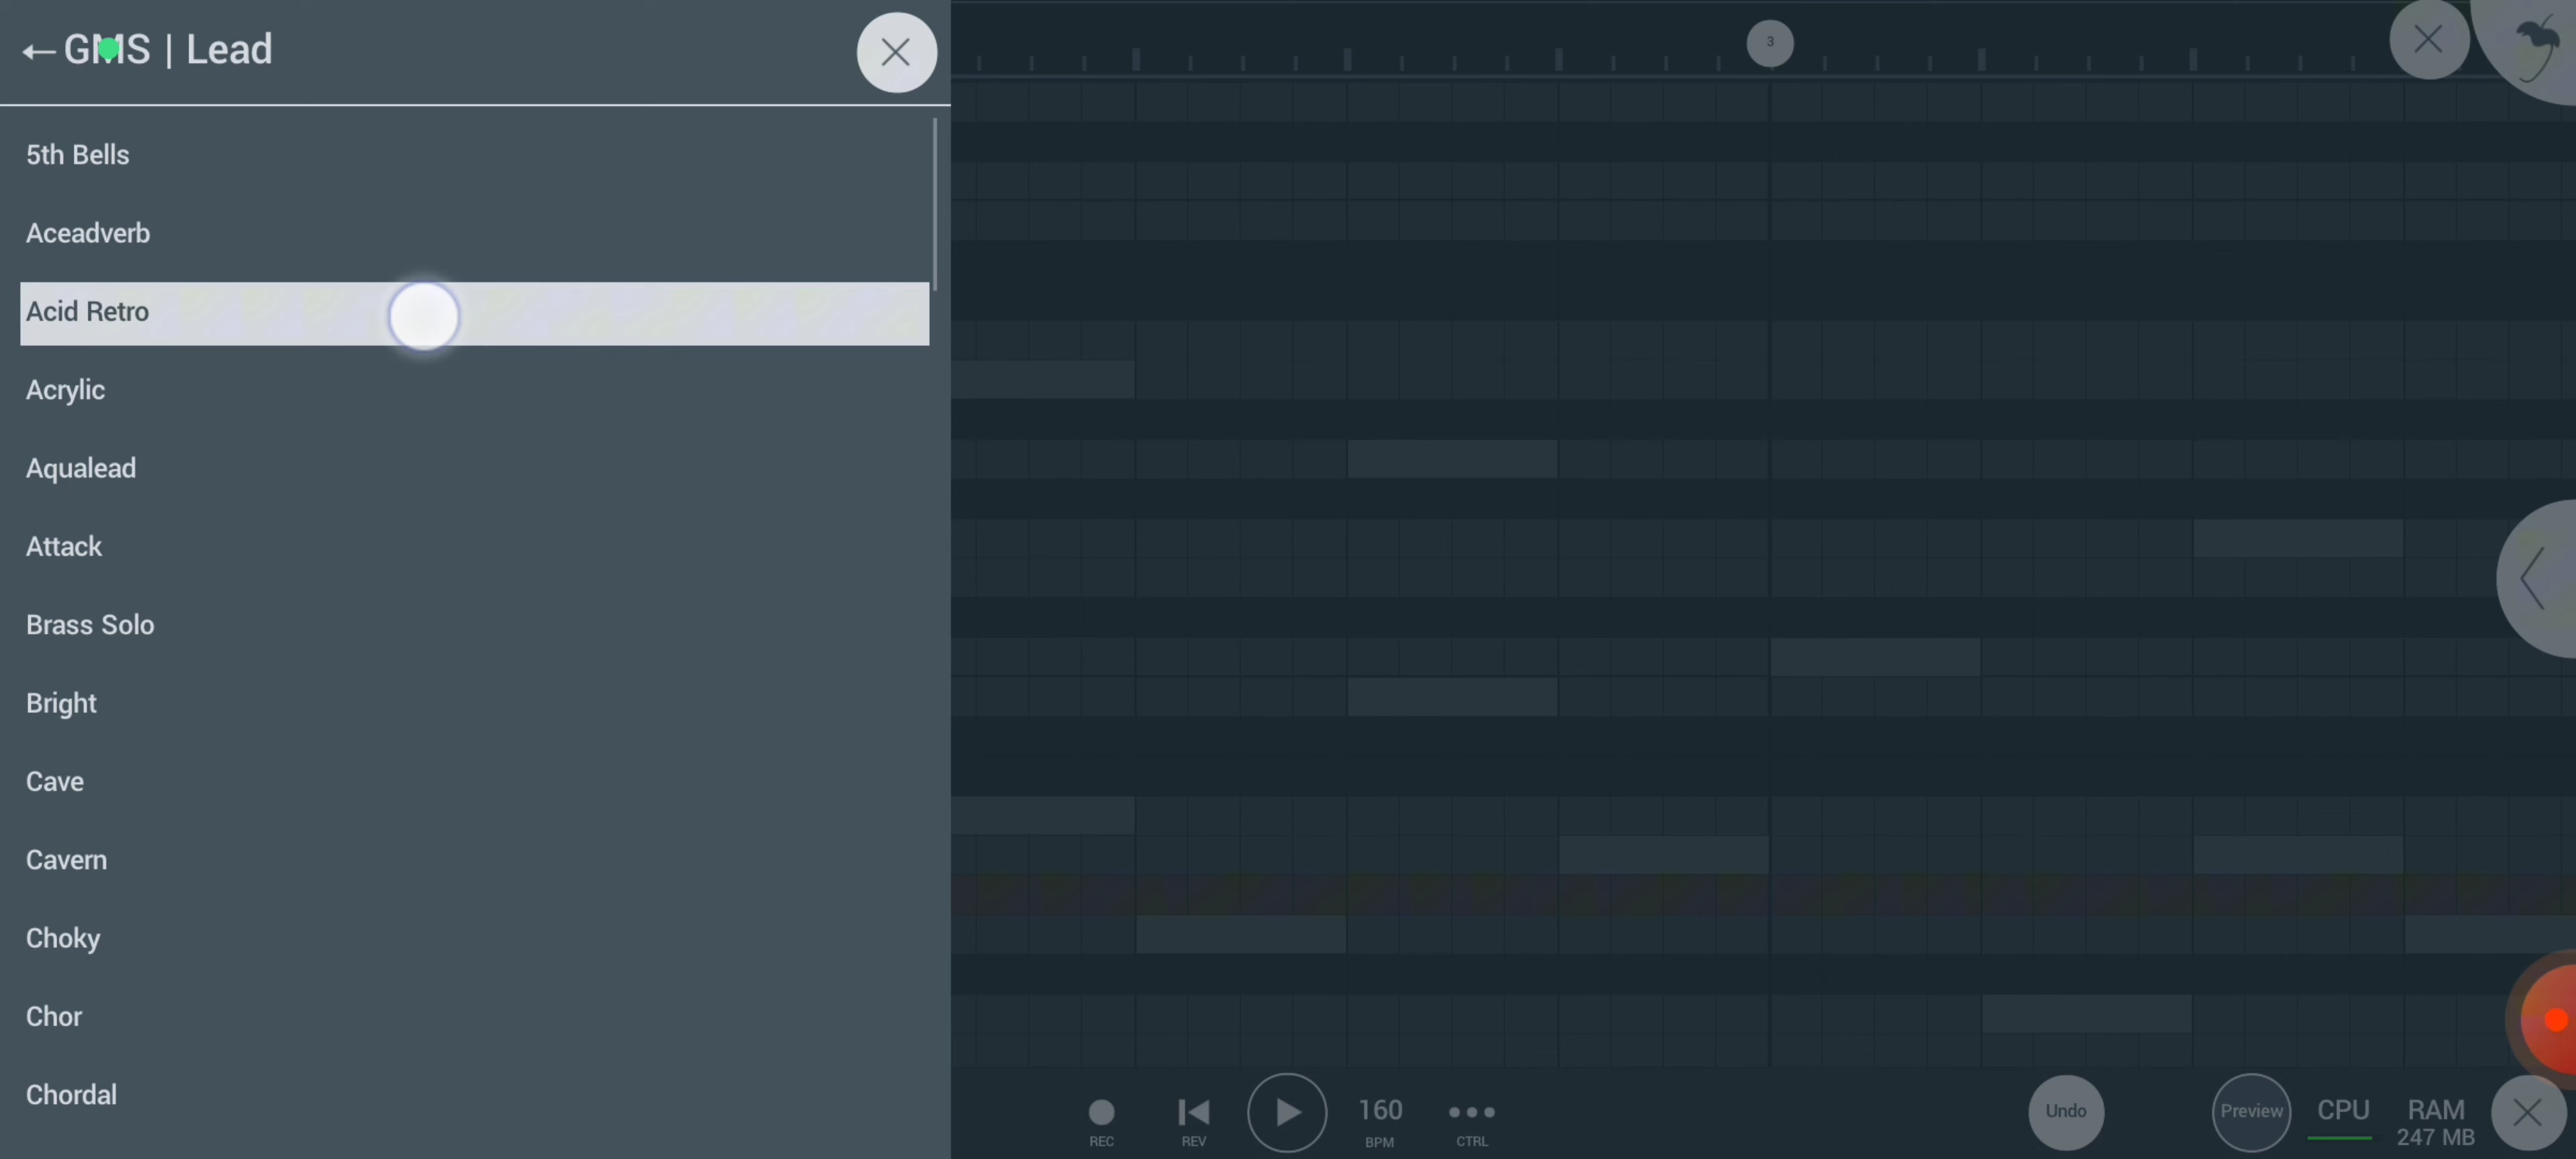 GMS | Lead
5th Bells
Aceadverb
Acid Retro
Acrylic
Aqualead
Attack
Brass Solo
Bright
Cave
Cavern
Choky
Chor
Chordal
3
REC
REV
160
BPM
CTRL
Undo
Preview
CPU
RAM
247 MB